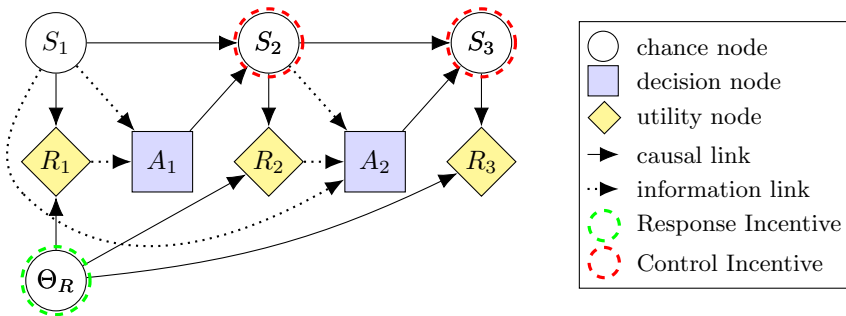 S₁ S₂ S₃
R₁ A₁ R₂ A₂ R₃
Θ_R
chance node
decision node
utility node
causal link
information link
Response Incentive
Control Incentive